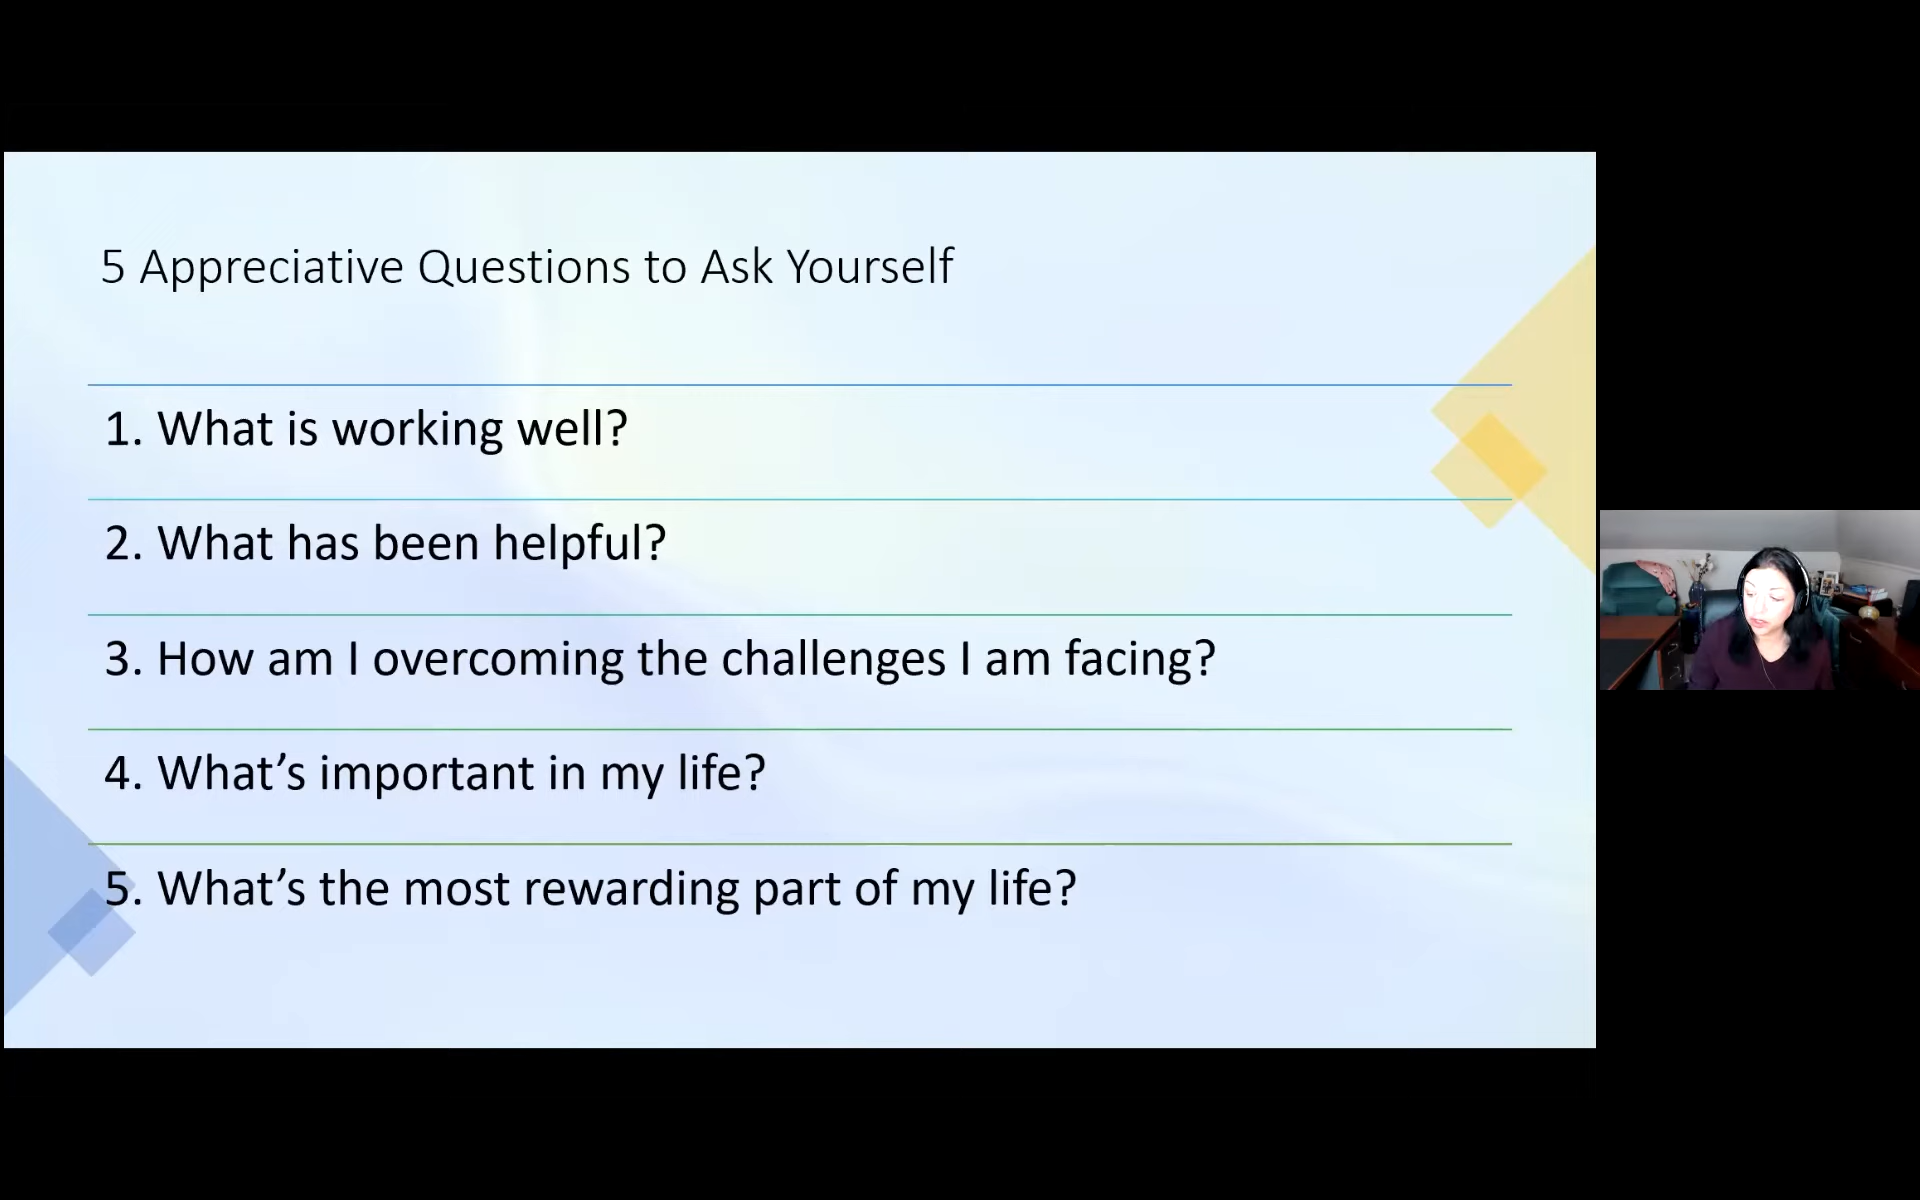 5 Appreciative Questions to Ask Yourself
1. What is working well?
2. What has been helpful?
3. How am I overcoming the challenges I am facing?
4. What’s important in my life?
5. What’s the most rewarding part of my life?